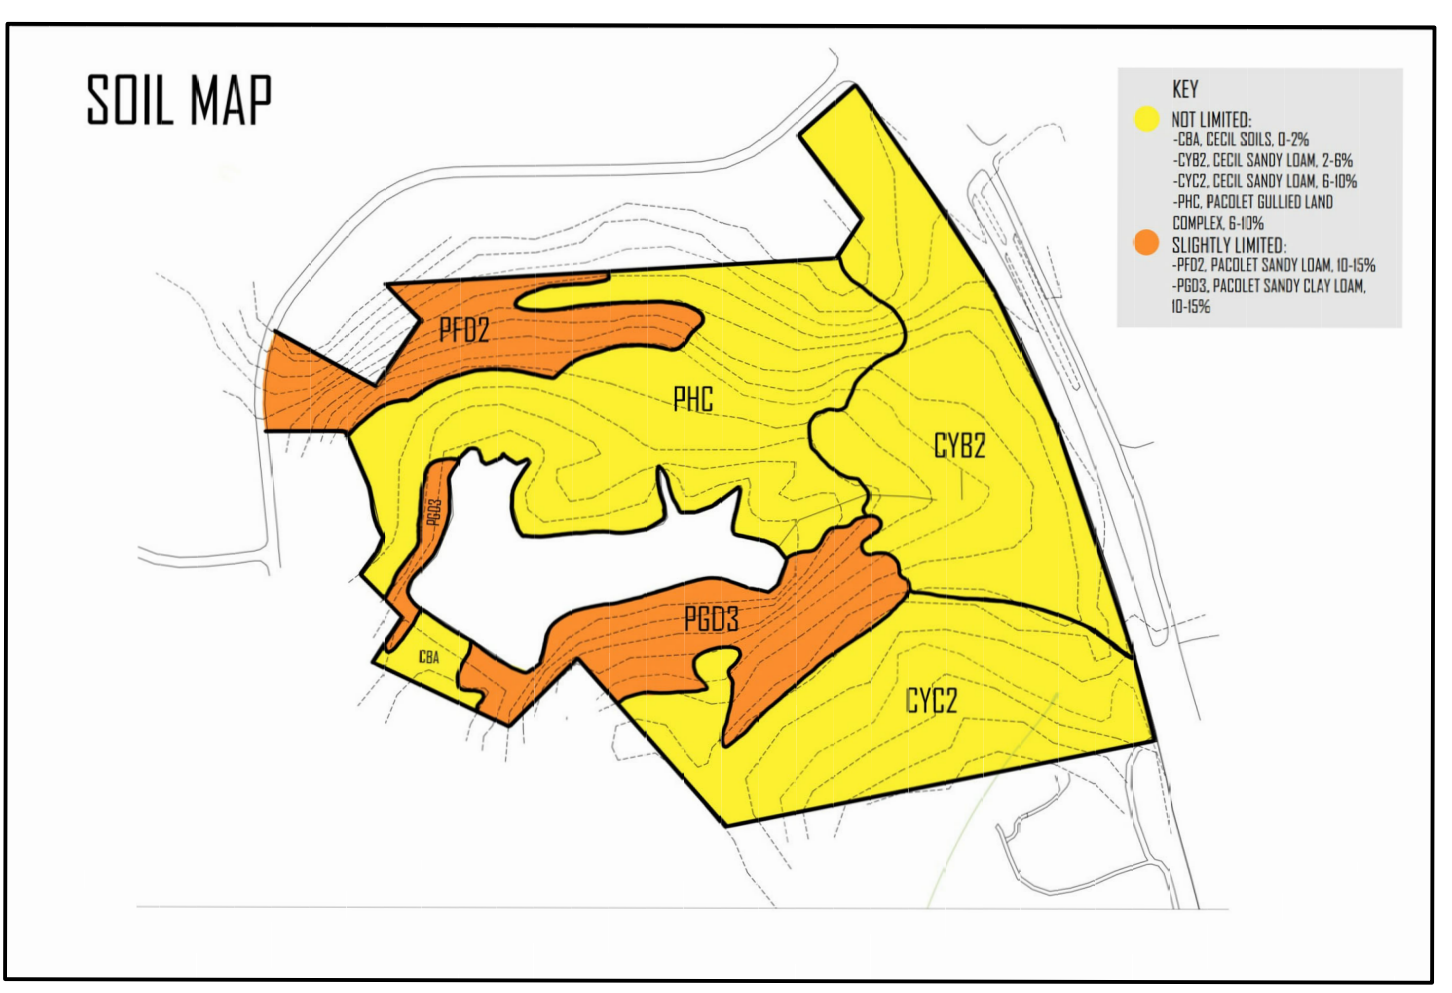 SOIL MAP
KEY
NOT LIMITED:
-CBA, CECIL SOILS, 0-2%
-CYB2, CECIL SANDY LOAM, 2-6%
-CYC2, CECIL SANDY LOAM, 6-10%
-PHC, PACOLET GULLIED LAND
COMPLEX, 6-10%
SLIGHTLY LIMITED:
-PFD2, PACOLET SANDY LOAM, 10-15%
-PGD3, PACOLET SANDY CLAY LOAM,
10-15%
PFD2
PHC
CYB2
PGD3
PGD3
CBA
CYC2